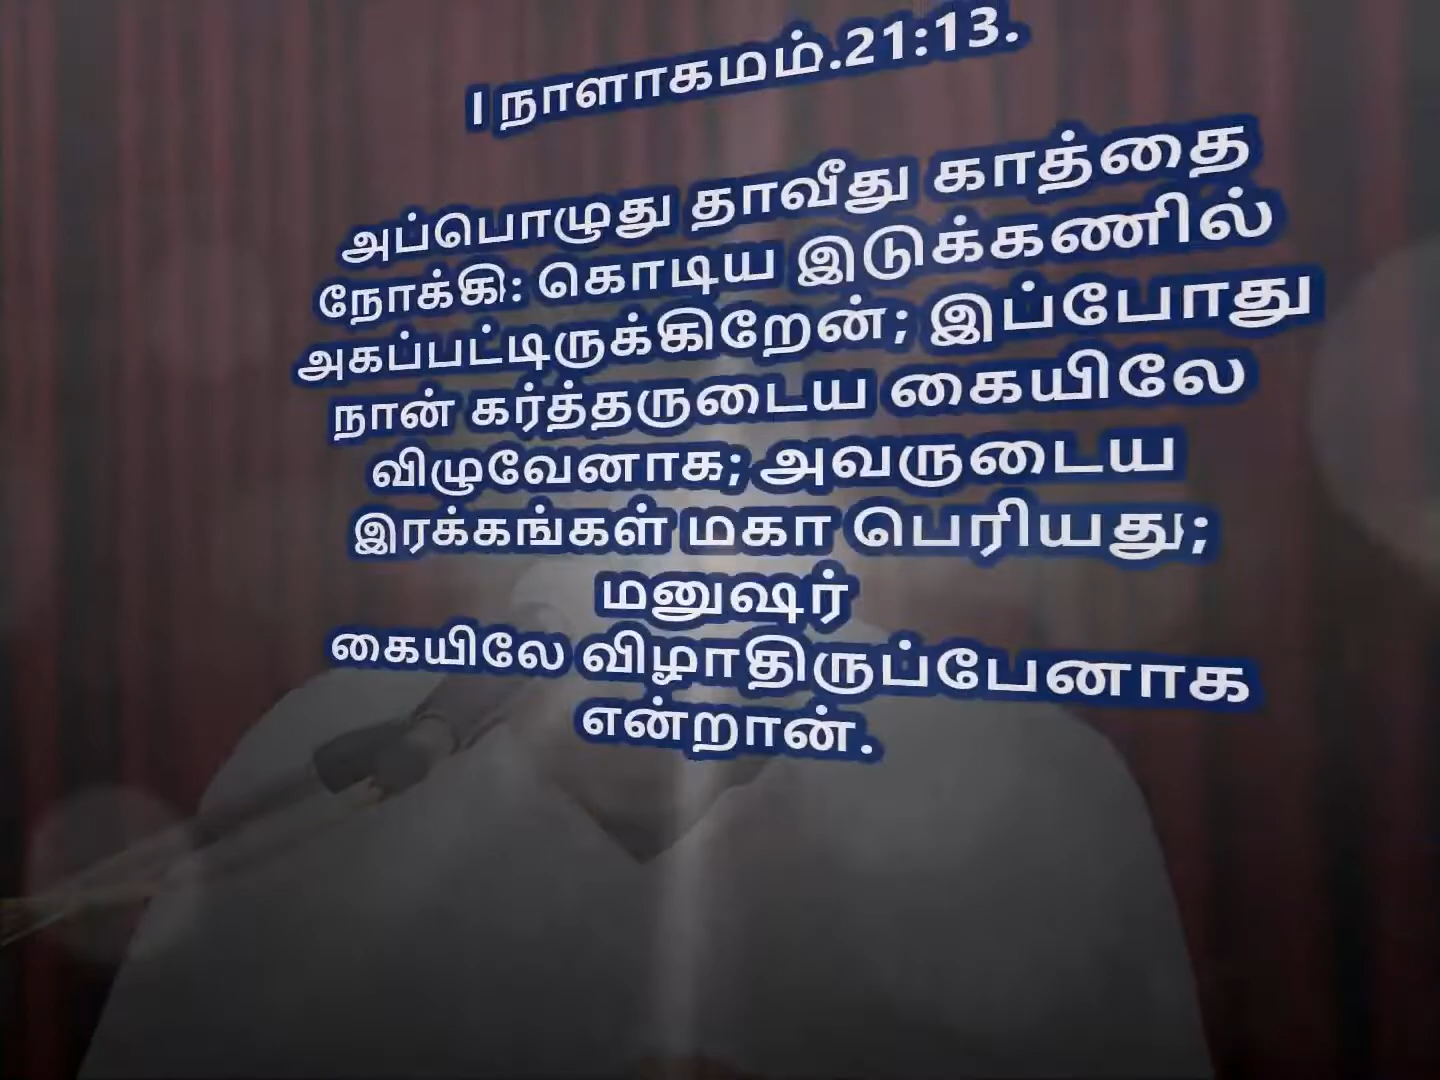 I நாளாகமம்.21:13.
அப்பொழுது தாவீது காத்தை
நோக்கி: கொடிய இடுக்கணில்
அகப்பட்டிருக்கிறேன்; இப்போது
நான் கர்த்தருடைய கையிலே
விழுவேனாக; அவருடைய
இரக்கங்கள் மகா பெரியது;
மனுஷர்
கையிலே விழாதிருப்பேனாக
என்றான்.